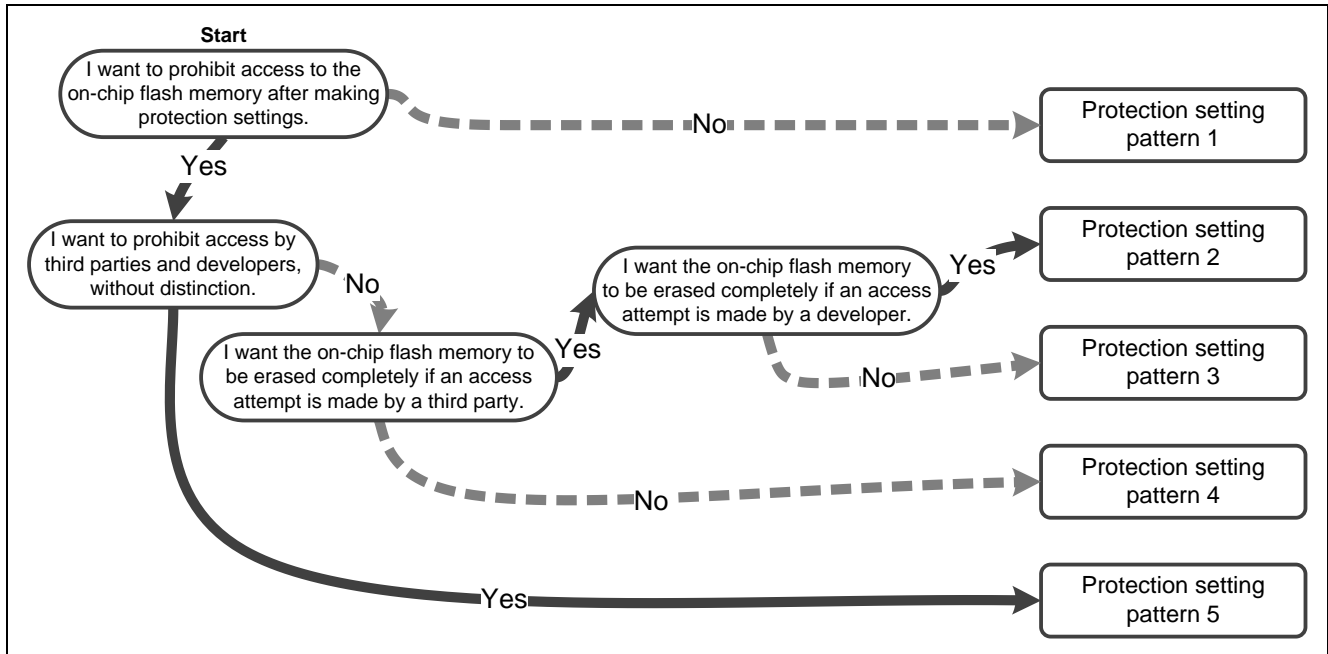 Start
I want to prohibit access to the
on-chip flash memory after making
protection settings.
No
Protection setting
pattern 1
Yes
I want to prohibit access by
third parties and developers,
without distinction.
No
I want the on-chip flash memory
to be erased completely if an access
attempt is made by a developer.
Yes
Protection setting
pattern 2
I want the on-chip flash memory to
be erased completely if an access
attempt is made by a third party.
Yes
No
Protection setting
pattern 3
No
Protection setting
pattern 4
Yes
Protection setting
pattern 5